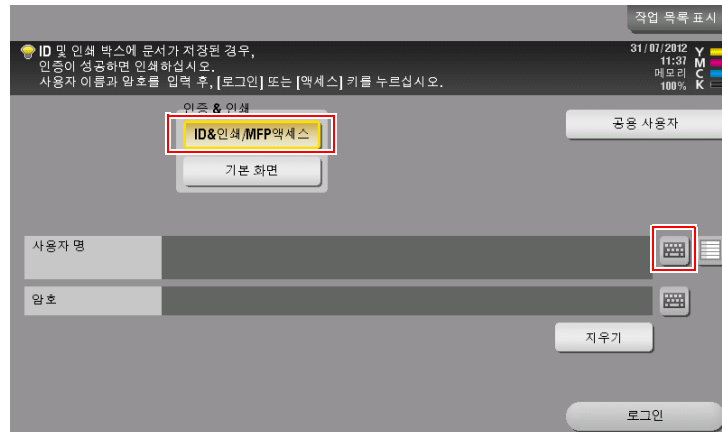 작업 목록 표시
ID 및 인쇄 박스에 문서가 저장된 경우,
인증이 성공하면 인쇄하십시오.
사용자 이름과 암호를 입력 후, [로그인] 또는 [액세스] 키를 누르십시오.
31/07/2012
11:37
메모리
100%
Y
M
C
K
인증 & 인쇄
ID&인쇄/MFP액세스
공용 사용자
기본 화면
사용자 명
암호
지우기
로그인